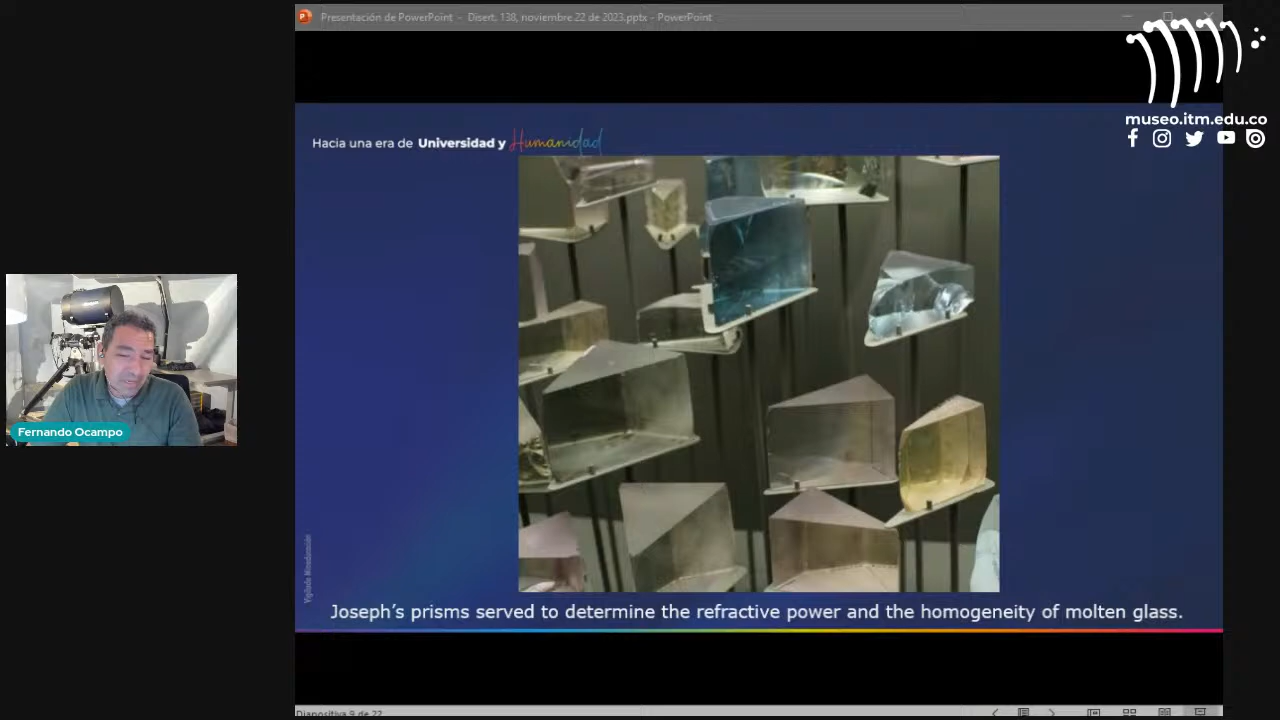 Presentación de PowerPoint - Disert. 138, noviembre 22 de 2023.pptx - PowerPoint
museo.itm.edu.co
Hacia una era de Universidad y Humanidad
Fernando Ocampo
Vigilada Mineducación
Joseph's prisms served to determine the refractive power and the homogeneity of molten glass.
Diapositiva 9 de 22